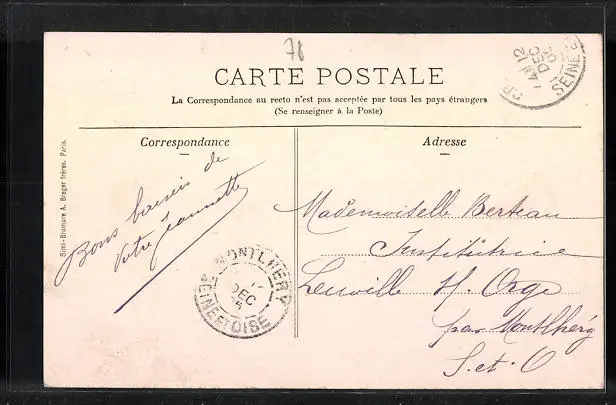 78
CARTE POSTALE
La Correspondance au recto n'est pas acceptée par tous les pays étrangers
(Se renseigner à la Poste)
Correspondance
Adresse
Simi-Bromure A. Breger frères. Paris.
Bons baisers de
Votre Jeannette
Mademoiselle Berteau
Institutrice
Leuville s/ Orge
par Montlhéry
S. et. O
MONTLHERY
DEC
SEINE ET OISE
12
DEC
SEINE